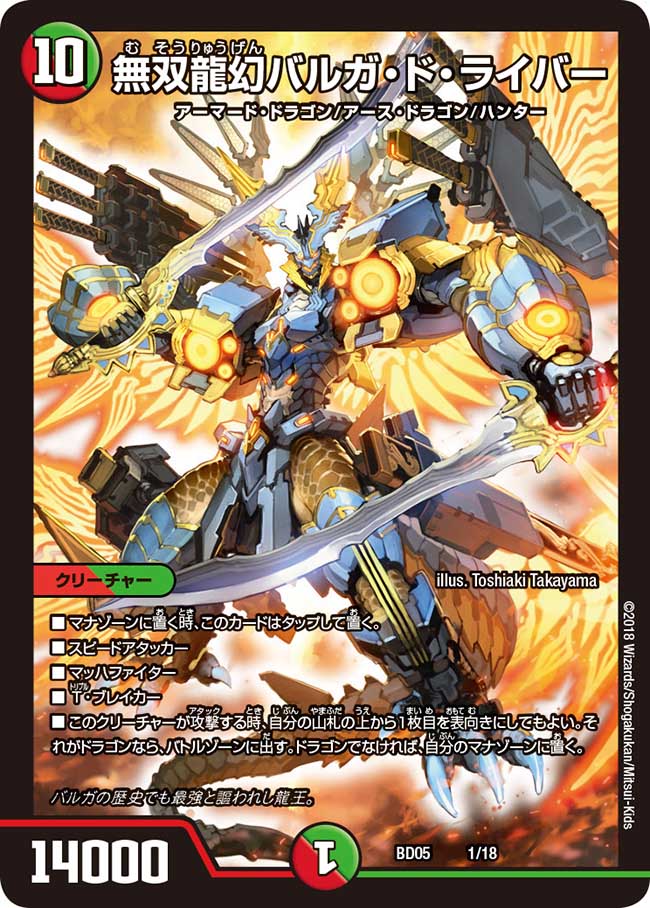 10
無双龍幻バルガ・ド・ライバー
むそうりゅうげん
アーマード・ドラゴン/アース・ドラゴン/ハンター
クリーチャー
illus. Toshiaki Takayama
■マナゾーンに置く時、このカードはタップして置く。
■スピードアタッカー
■マッハファイター
■T・ブレイカー
■このクリーチャーが攻撃する時、自分の山札の上から1枚目を表向きにしてもよい。そ
れがドラゴンなら、バトルゾーンに出す。ドラゴンでなければ、自分のマナゾーンに置く。
バルガの歴史でも最強と謳われし龍王。
14000
1
BD05 1/18
©2018 Wizards/Shogakukan/Mitsui-Kids